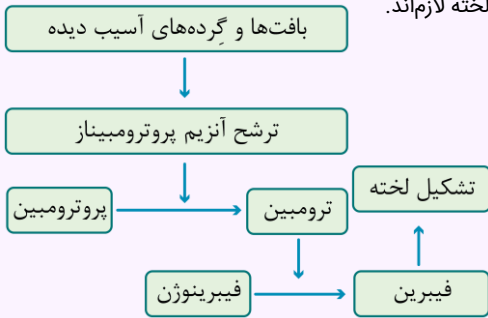 لخته لازم‌اند.
بافت‌ها و گِرده‌های آسیب دیده
ترشح آنزیم پروترومبیناز
تشکیل لخته
ترومبین
پروترومبین
فیبرین
فیبرینوژن